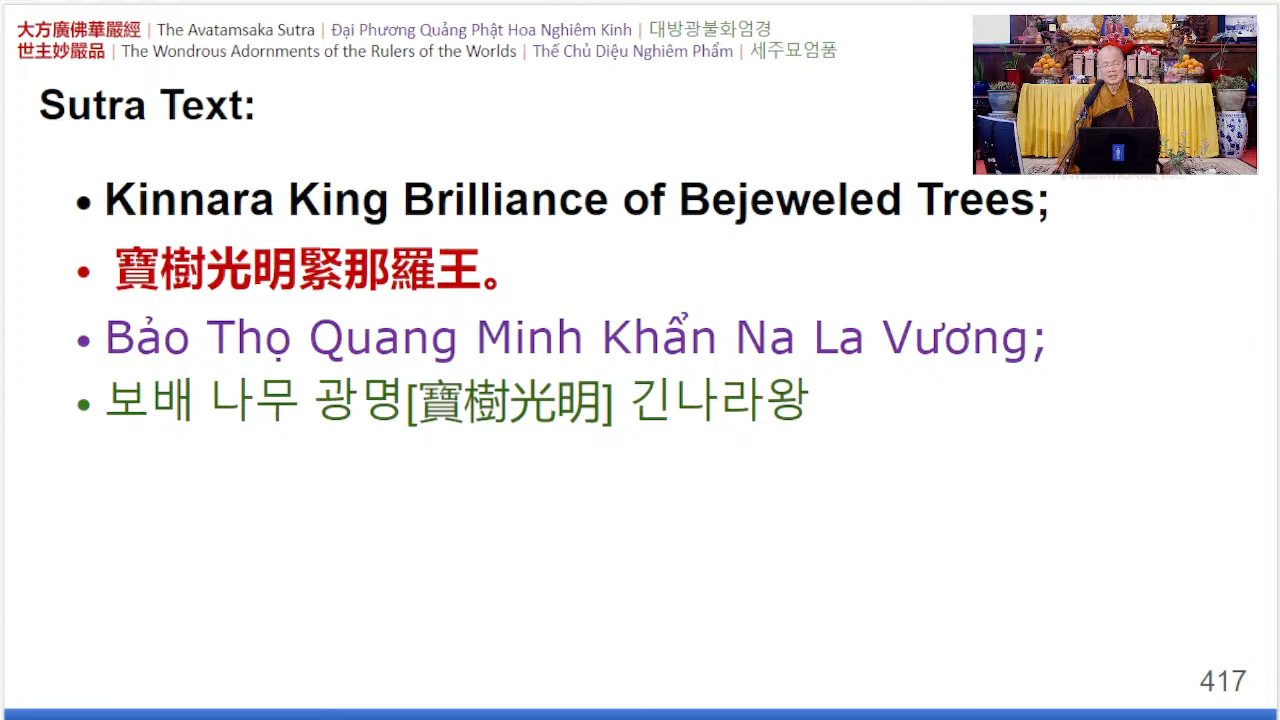 大方廣佛華嚴經 | The Avatamsaka Sutra | Đại Phương Quảng Phật Hoa Nghiêm Kinh | 대방광불화엄경
世主妙嚴品 | The Wondrous Adornments of the Rulers of the Worlds | Thế Chủ Diệu Nghiêm Phẩm | 세주묘엄품
Sutra Text:
• Kinnara King Brilliance of Bejeweled Trees;
• 寶樹光明緊那羅王。
• Bảo Thọ Quang Minh Khẩn Na La Vương;
• 보배 나무 광명[寶樹光明] 긴나라왕
417